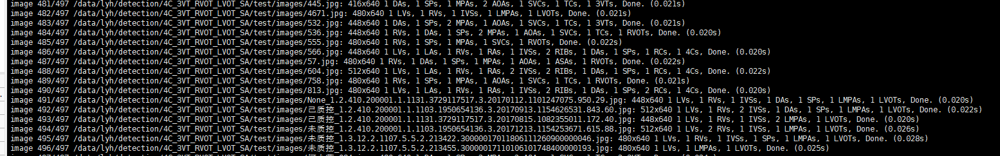 image 481/497 /data/lyh/detection/4C_3VT_RVOT_LVOT_SA/test/images/445.jpg: 416x640 1 DAs, 1 SPs, 1 MPAs, 2 AOAs, 1 SVCs, 1 TCs, 1 3VTs, Done. (0.021s)
image 482/497 /data/lyh/detection/4C_3VT_RVOT_LVOT_SA/test/images/4671.jpg: 480x640 1 LVs, 1 RVs, 1 IVSs, 1 LMPAs, 1 LVOTs, Done. (0.021s)
image 483/497 /data/lyh/detection/4C_3VT_RVOT_LVOT_SA/test/images/532.jpg: 448x640 1 DAs, 1 SPs, 2 MPAs, 1 AOAs, 1 SVCs, 1 TCs, 1 3VTs, Done. (0.021s)
image 484/497 /data/lyh/detection/4C_3VT_RVOT_LVOT_SA/test/images/536.jpg: 448x640 1 RVs, 1 DAs, 1 SPs, 2 MPAs, 1 AOAs, 1 SVCs, 1 TCs, 1 RVOTs, Done. (0.020s)
image 485/497 /data/lyh/detection/4C_3VT_RVOT_LVOT_SA/test/images/555.jpg: 480x640 1 RVs, 1 SPs, 1 MPAs, 1 SVCs, 1 RVOTs, Done. (0.022s)
image 486/497 /data/lyh/detection/4C_3VT_RVOT_LVOT_SA/test/images/566.jpg: 448x640 1 LVs, 1 LAs, 1 RVs, 1 RAs, 1 IVSs, 2 RIBs, 1 DAs, 1 SPs, 1 RCs, 1 4Cs, Done. (0.020s)
image 487/497 /data/lyh/detection/4C_3VT_RVOT_LVOT_SA/test/images/57.jpg: 480x640 1 RVs, 1 DAs, 1 SPs, 1 MPAs, 1 AOAs, 1 ASAs, 1 RVOTs, Done. (0.022s)
image 488/497 /data/lyh/detection/4C_3VT_RVOT_LVOT_SA/test/images/604.jpg: 512x640 1 LVs, 1 LAs, 1 RVs, 1 RAs, 2 IVSs, 2 RIBs, 1 DAs, 1 SPs, 1 RCs, 1 4Cs, Done. (0.022s)
image 489/497 /data/lyh/detection/4C_3VT_RVOT_LVOT_SA/test/images/758.jpg: 480x640 1 RVs, 1 SPs, 1 MPAs, 1 AOAs, 1 SVCs, 1 TCs, 1 RVOTs, Done. (0.021s)
image 490/497 /data/lyh/detection/4C_3VT_RVOT_LVOT_SA/test/images/813.jpg: 480x640 1 LVs, 1 LAs, 1 RVs, 1 RAs, 1 IVSs, 2 RIBs, 1 DAs, 1 SPs, 2 RCs, 1 4Cs, Done. (0.020s)
image 491/497 /data/lyh/detection/4C_3VT_RVOT_LVOT_SA/test/images/None_1.2.410.200001.1.1131.3729117517.3.20170112.1101247075.950.29.jpg: 448x640 1 LVs, 1 RVs, 1 IVSs, 1 DAs, 1 SPs, 1 LMPAs, 1 LVOTs, Done. (0.020s)
image 492/497 /data/lyh/detection/4C_3VT_RVOT_LVOT_SA/test/images/已质控_1.2.410.200001.1.1103.1950654136.3.20170913.1154626531.843.60.jpg: 512x640 1 LVs, 1 RVs, 2 IVSs, 1 DAs, 1 SPs, 1 LMPAs, 1 LVOTs, Done. (0.022s)
image 493/497 /data/lyh/detection/4C_3VT_RVOT_LVOT_SA/test/images/已质控_1.2.410.200001.1.1131.3729117517.3.20170815.1082355011.172.40.jpg: 448x640 1 LVs, 1 RVs, 1 IVSs, 2 LMPAs, 1 LVOTs, Done. (0.020s)
image 494/497 /data/lyh/detection/4C_3VT_RVOT_LVOT_SA/test/images/未质控_1.2.410.200001.1.1103.1950654136.3.20171213.1154253671.615.88.jpg: 512x640 1 LVs, 2 RVs, 1 IVSs, 1 LMPAs, 1 LVOTs, Done. (0.026s)
image 495/497 /data/lyh/detection/4C_3VT_RVOT_LVOT_SA/test/images/未质控_1.3.12.2.1107.5.5.2.213422.30000017011806111260900000046.jpg: 480x640 1 LVs, 1 RVs, 1 IVSs, 1 SPs, 1 LMPAs, 1 LVOTs, Done. (0.028s)
image 496/497 /data/lyh/detection/4C_3VT_RVOT_LVOT_SA/test/images/未质控_1.3.12.2.1107.5.5.2.213455.30000017110106101748400000193.jpg: 480x640 1 LVs, 1 RVs, 1 IVSs, 1 LMPAs, 1 LVOTs, Done. (0.025s)